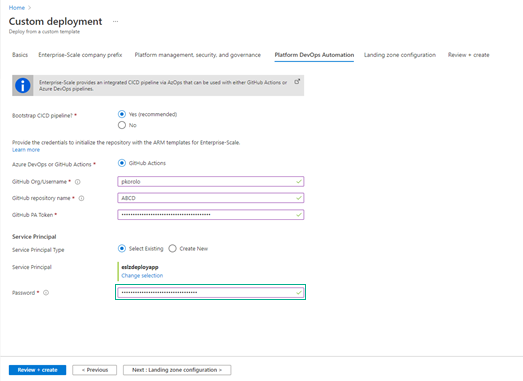 Home >
Custom deployment ...
Deploy from a custom template
Basics Enterprise-Scale company prefix Platform management, security, and governance Platform DevOps Automation Landing zone configuration Review + create
Enterprise-Scale provides an integrated CICD pipeline via AzOps that can be used with either GitHub Actions or
Azure DevOps pipelines.
Bootstrap CICD pipeline? *
Yes (recommended)
No
Provide the credentials to initialize the repository with the ARM templates for Enterprise-Scale.
Learn more
Azure DevOps or GitHub Actions *
GitHub Actions
GitHub Org/Username *
pkorolo
GitHub repository name *
ABCD
GitHub PA Token *
Service Principal
Service Principal Type
Select Existing
Create New
Service Principal
eslzdeployapp
Change selection
Password *
Review + create
< Previous
Next : Landing zone configuration >